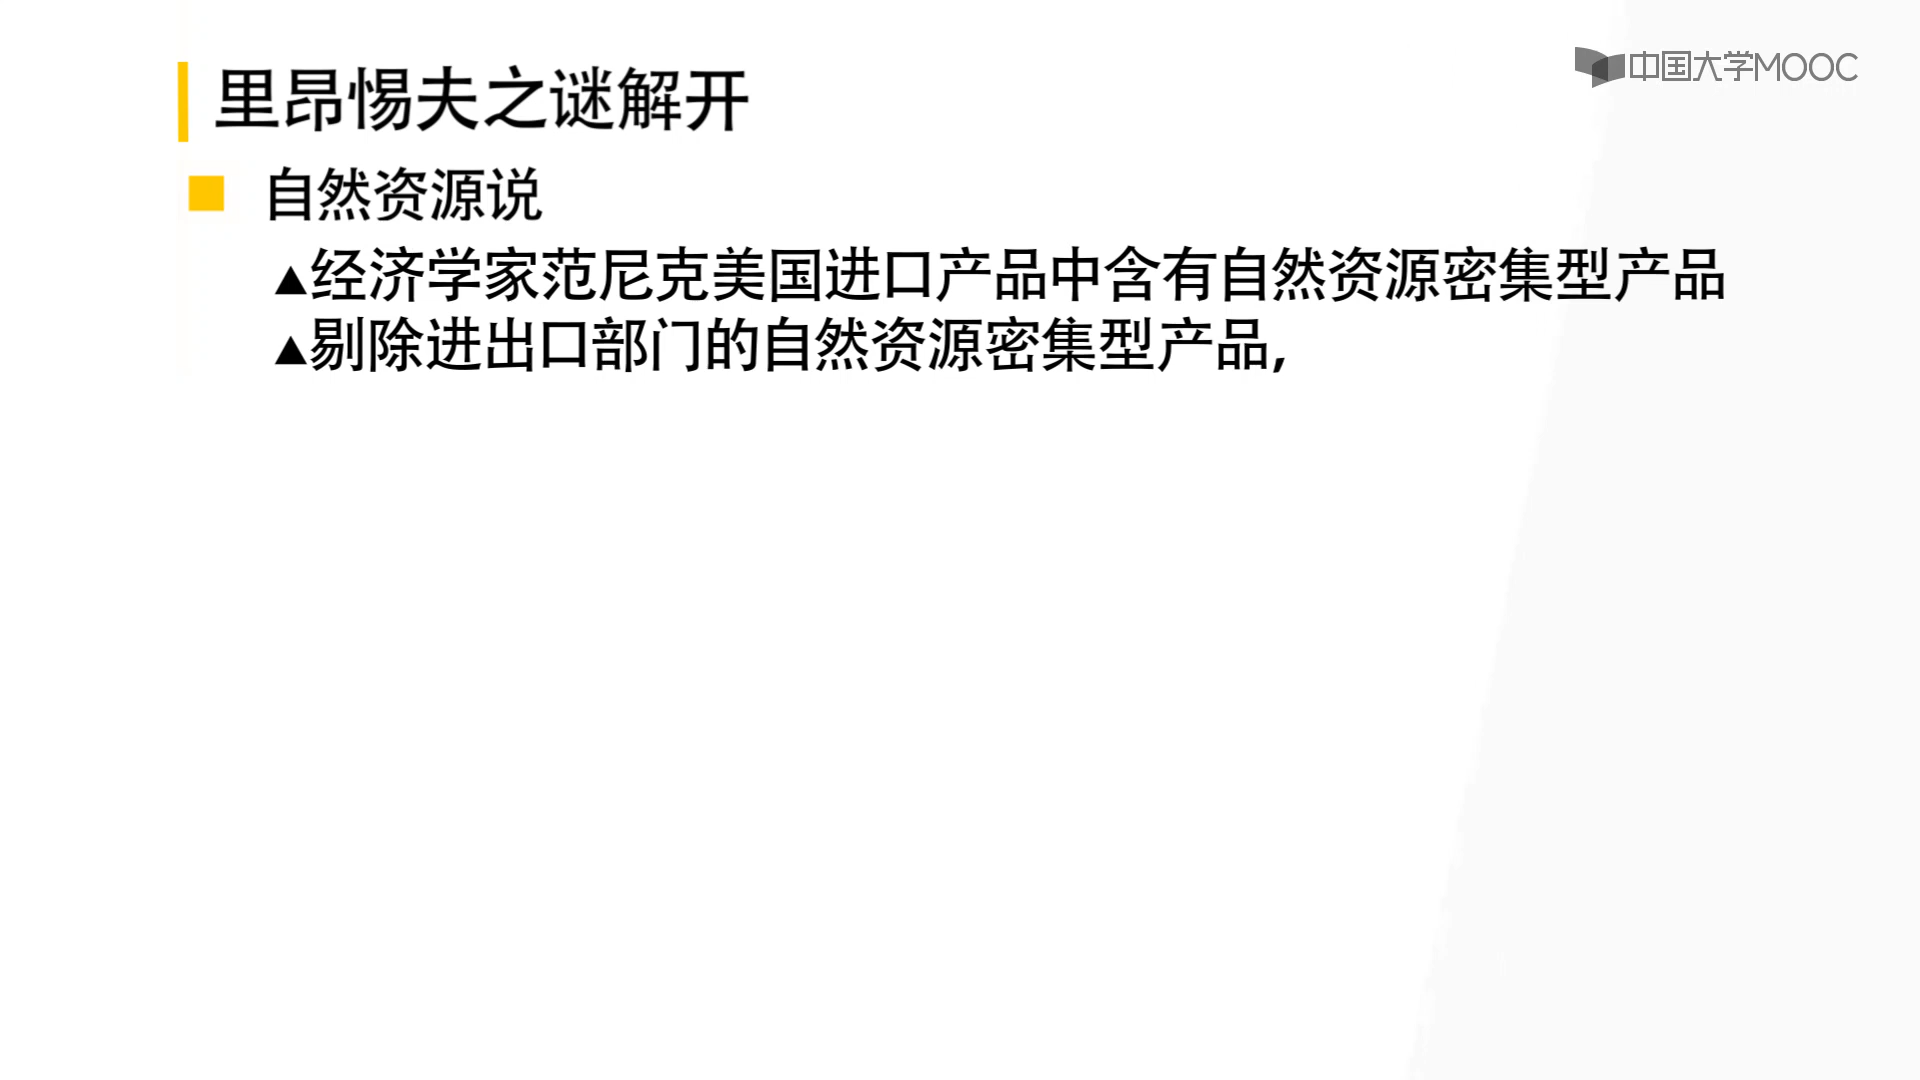 中国大学MOOC
里昂惕夫之谜解开
自然资源说
▲经济学家范尼克美国进口产品中含有自然资源密集型产品
▲剔除进出口部门的自然资源密集型产品,